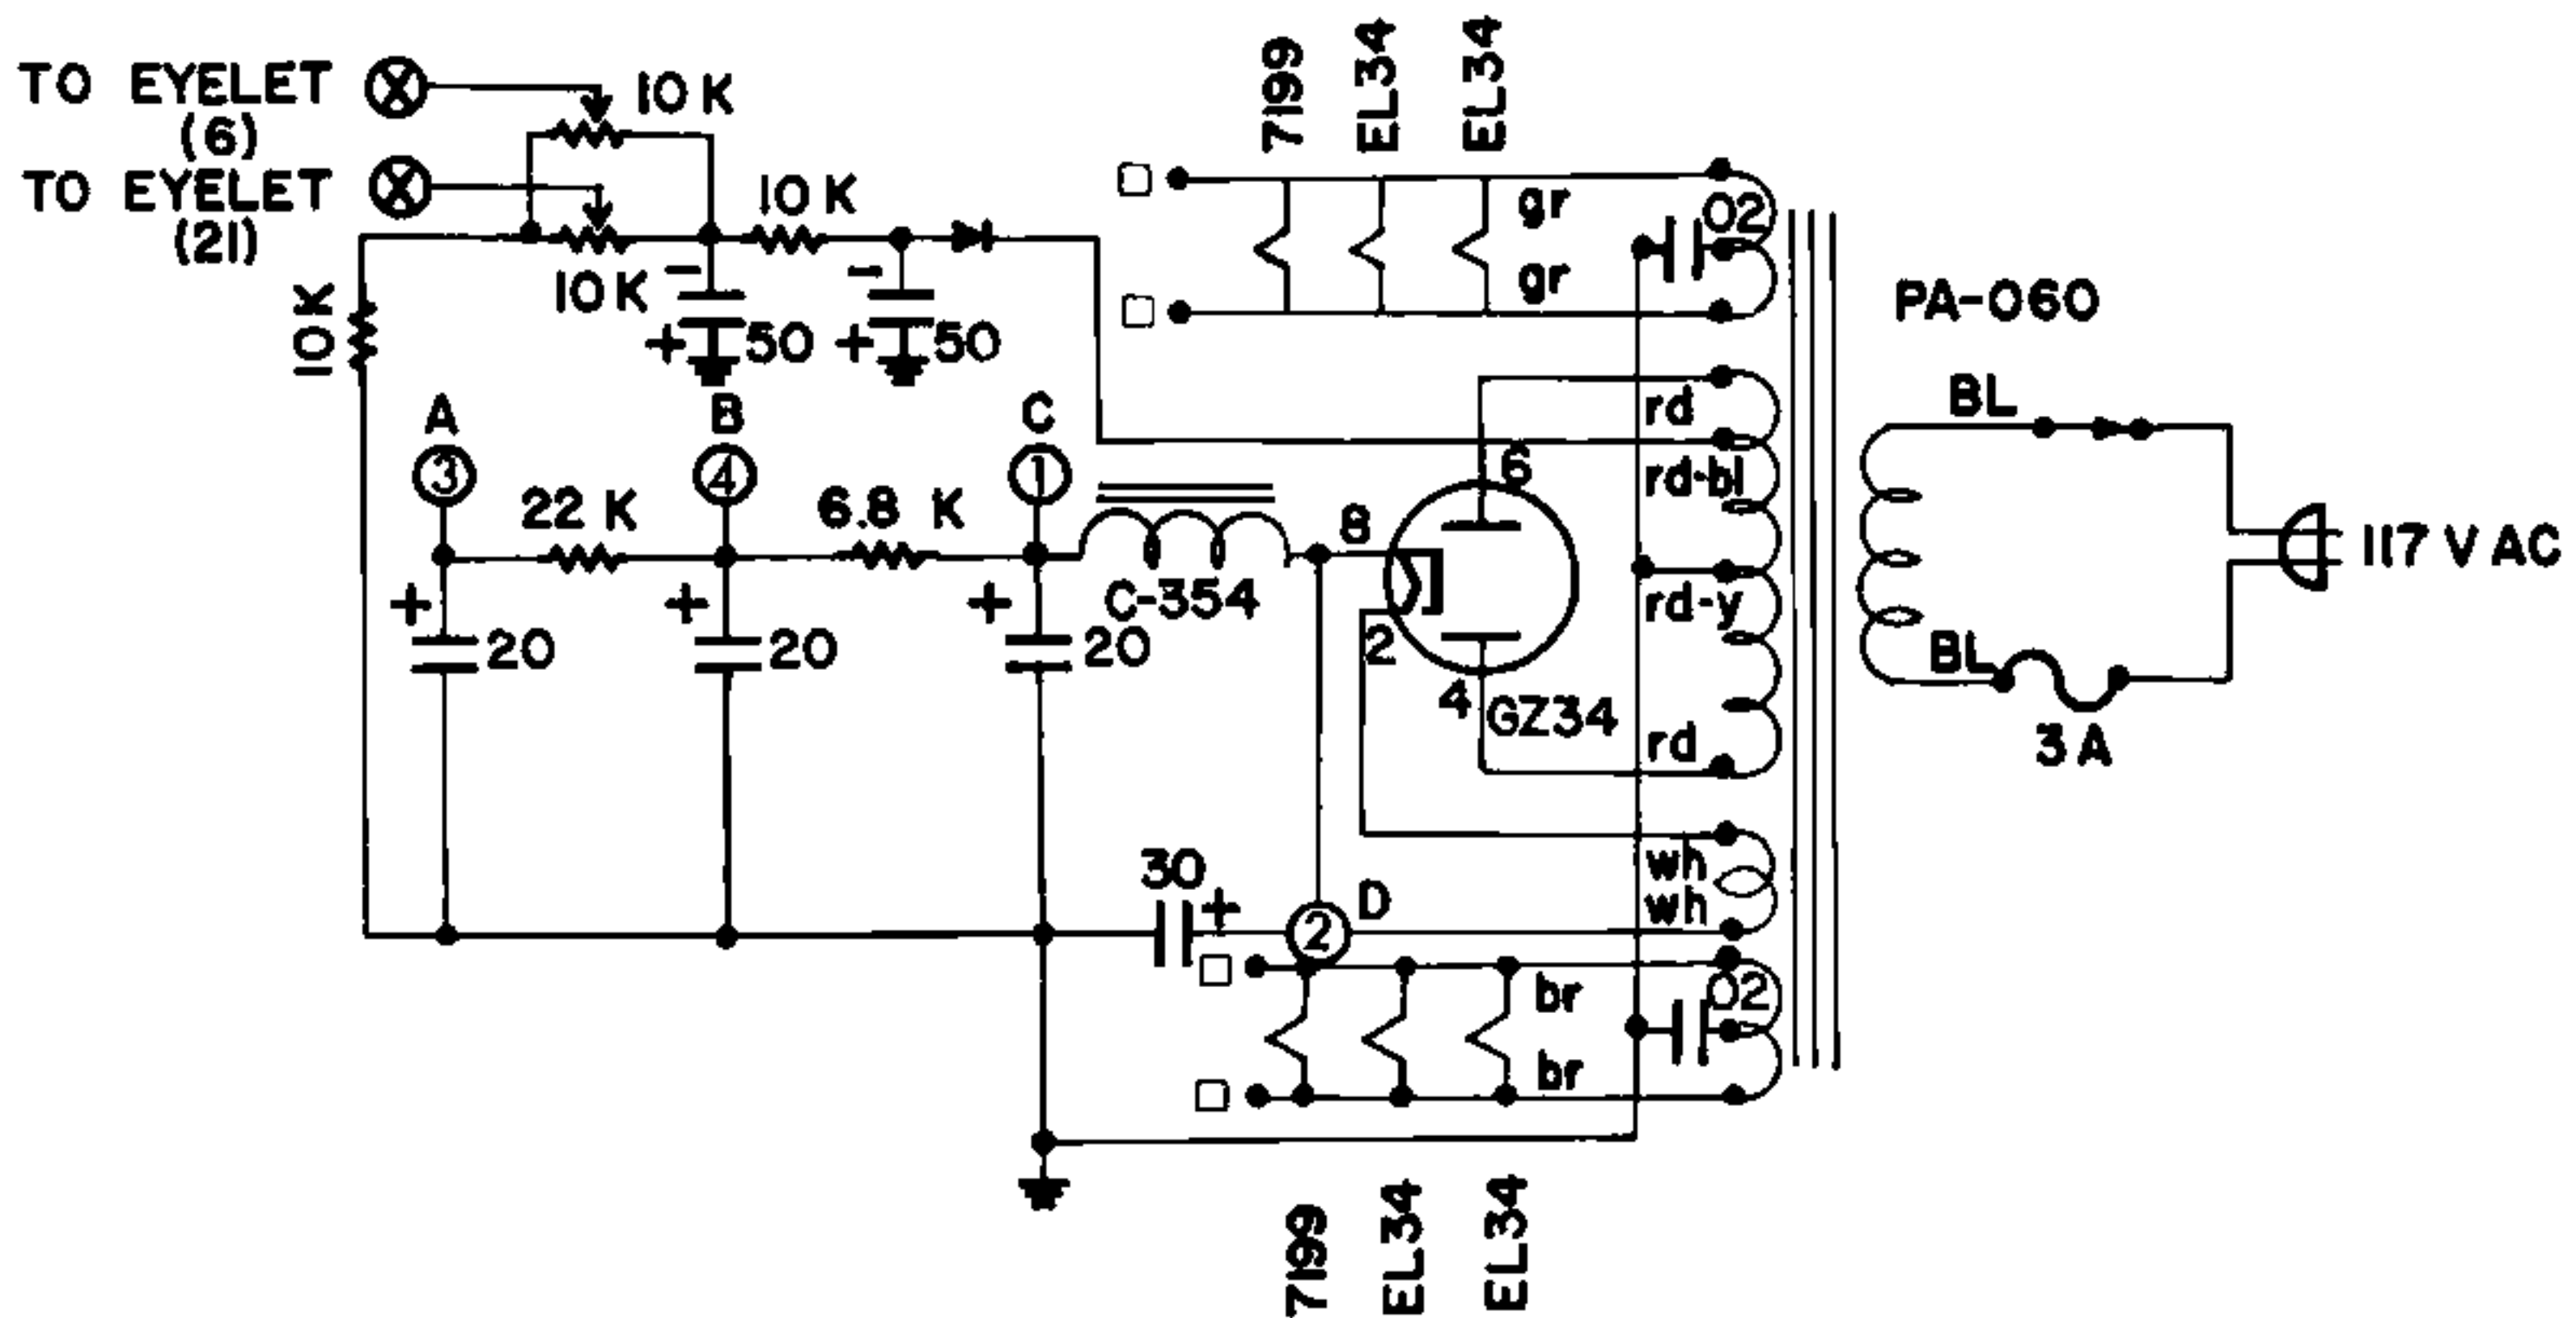 TO EYELET
(6)
10 K
TO EYELET
(21)
10 K
10 K
10 K
−
+ 50
−
+ 50
7199
EL34
EL34
gr
gr
02
PA-060
BL
117 V AC
BL
3 A
A
3
B
4
C
1
22 K
6.8 K
C-354
+ 20
+ 20
+ 20
rd
rd-bl
rd-y
rd
6
8
2
4
GZ34
wh
wh
30 +
2
D
br
br
02
7199
EL34
EL34